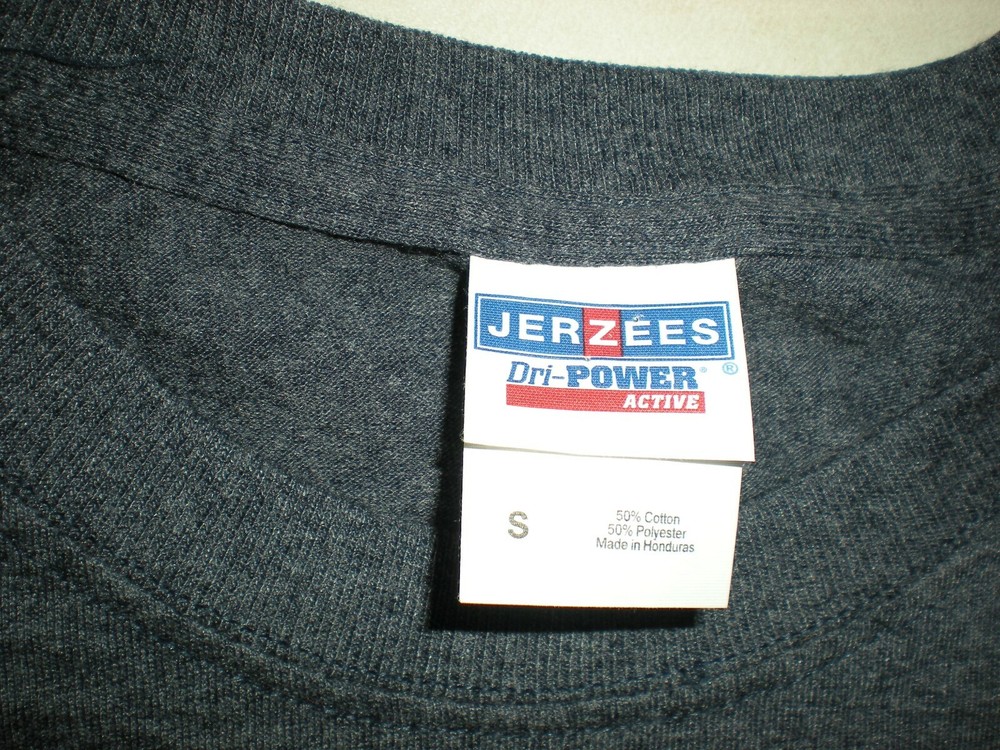 JERZEES
®
Dri-POWER®
ACTIVE
S
50% Cotton
50% Polyester
Made in Honduras